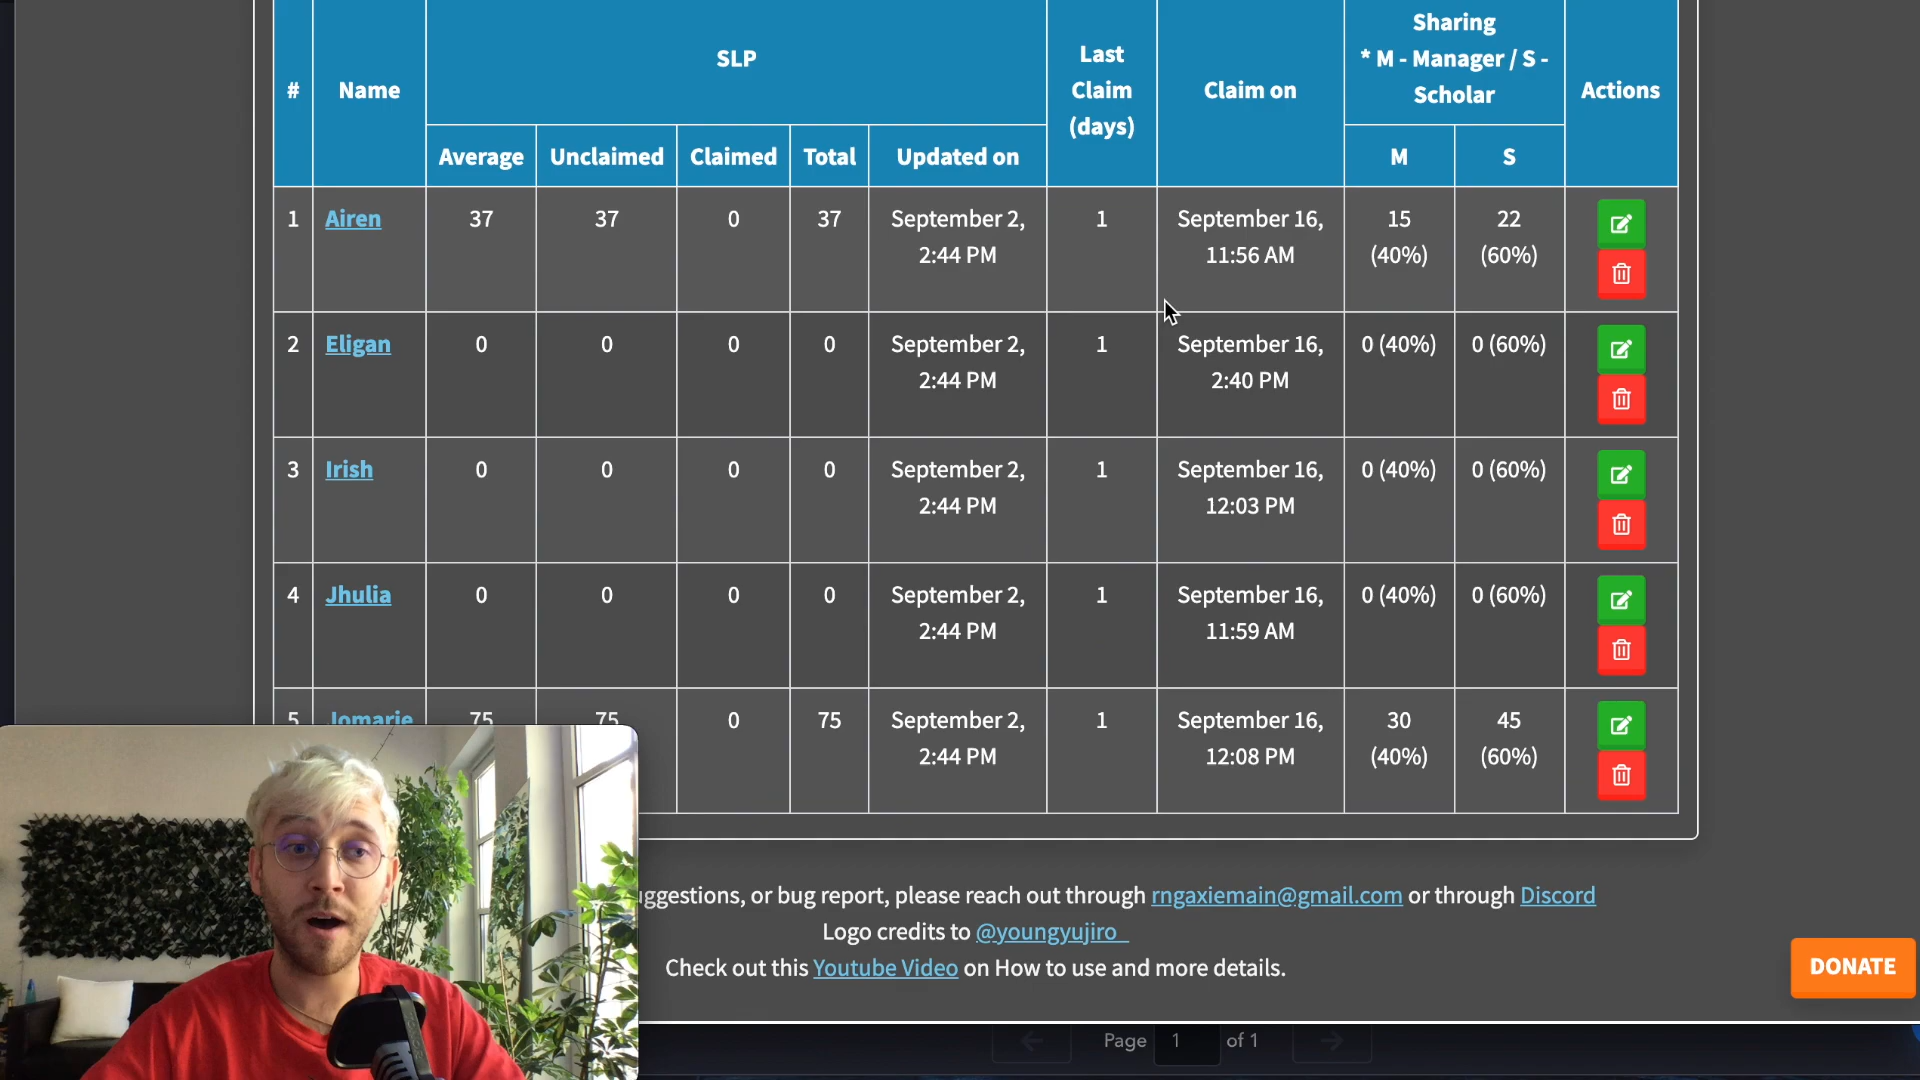 Sharing
* M - Manager / S -
Scholar
#
Name
SLP
Last
Claim
(days)
Claim on
Actions
Average
Unclaimed
Claimed
Total
Updated on
M
S
1
Airen
37
37
0
37
September 2,
2:44 PM
1
September 16,
11:56 AM
15
(40%)
22
(60%)
2
Eligan
0
0
0
0
September 2,
2:44 PM
1
September 16,
2:40 PM
0 (40%)
0 (60%)
3
Irish
0
0
0
0
September 2,
2:44 PM
1
September 16,
12:03 PM
0 (40%)
0 (60%)
4
Jhulia
0
0
0
0
September 2,
2:44 PM
1
September 16,
11:59 AM
0 (40%)
0 (60%)
5
Jomarie
75
75
0
75
September 2,
2:44 PM
1
September 16,
12:08 PM
30
(40%)
45
(60%)
uggestions, or bug report, please reach out through rngaxiemain@gmail.com or through Discord
Logo credits to @youngyujiro_
Check out this Youtube Video on How to use and more details.
DONATE
Page 1 of 1